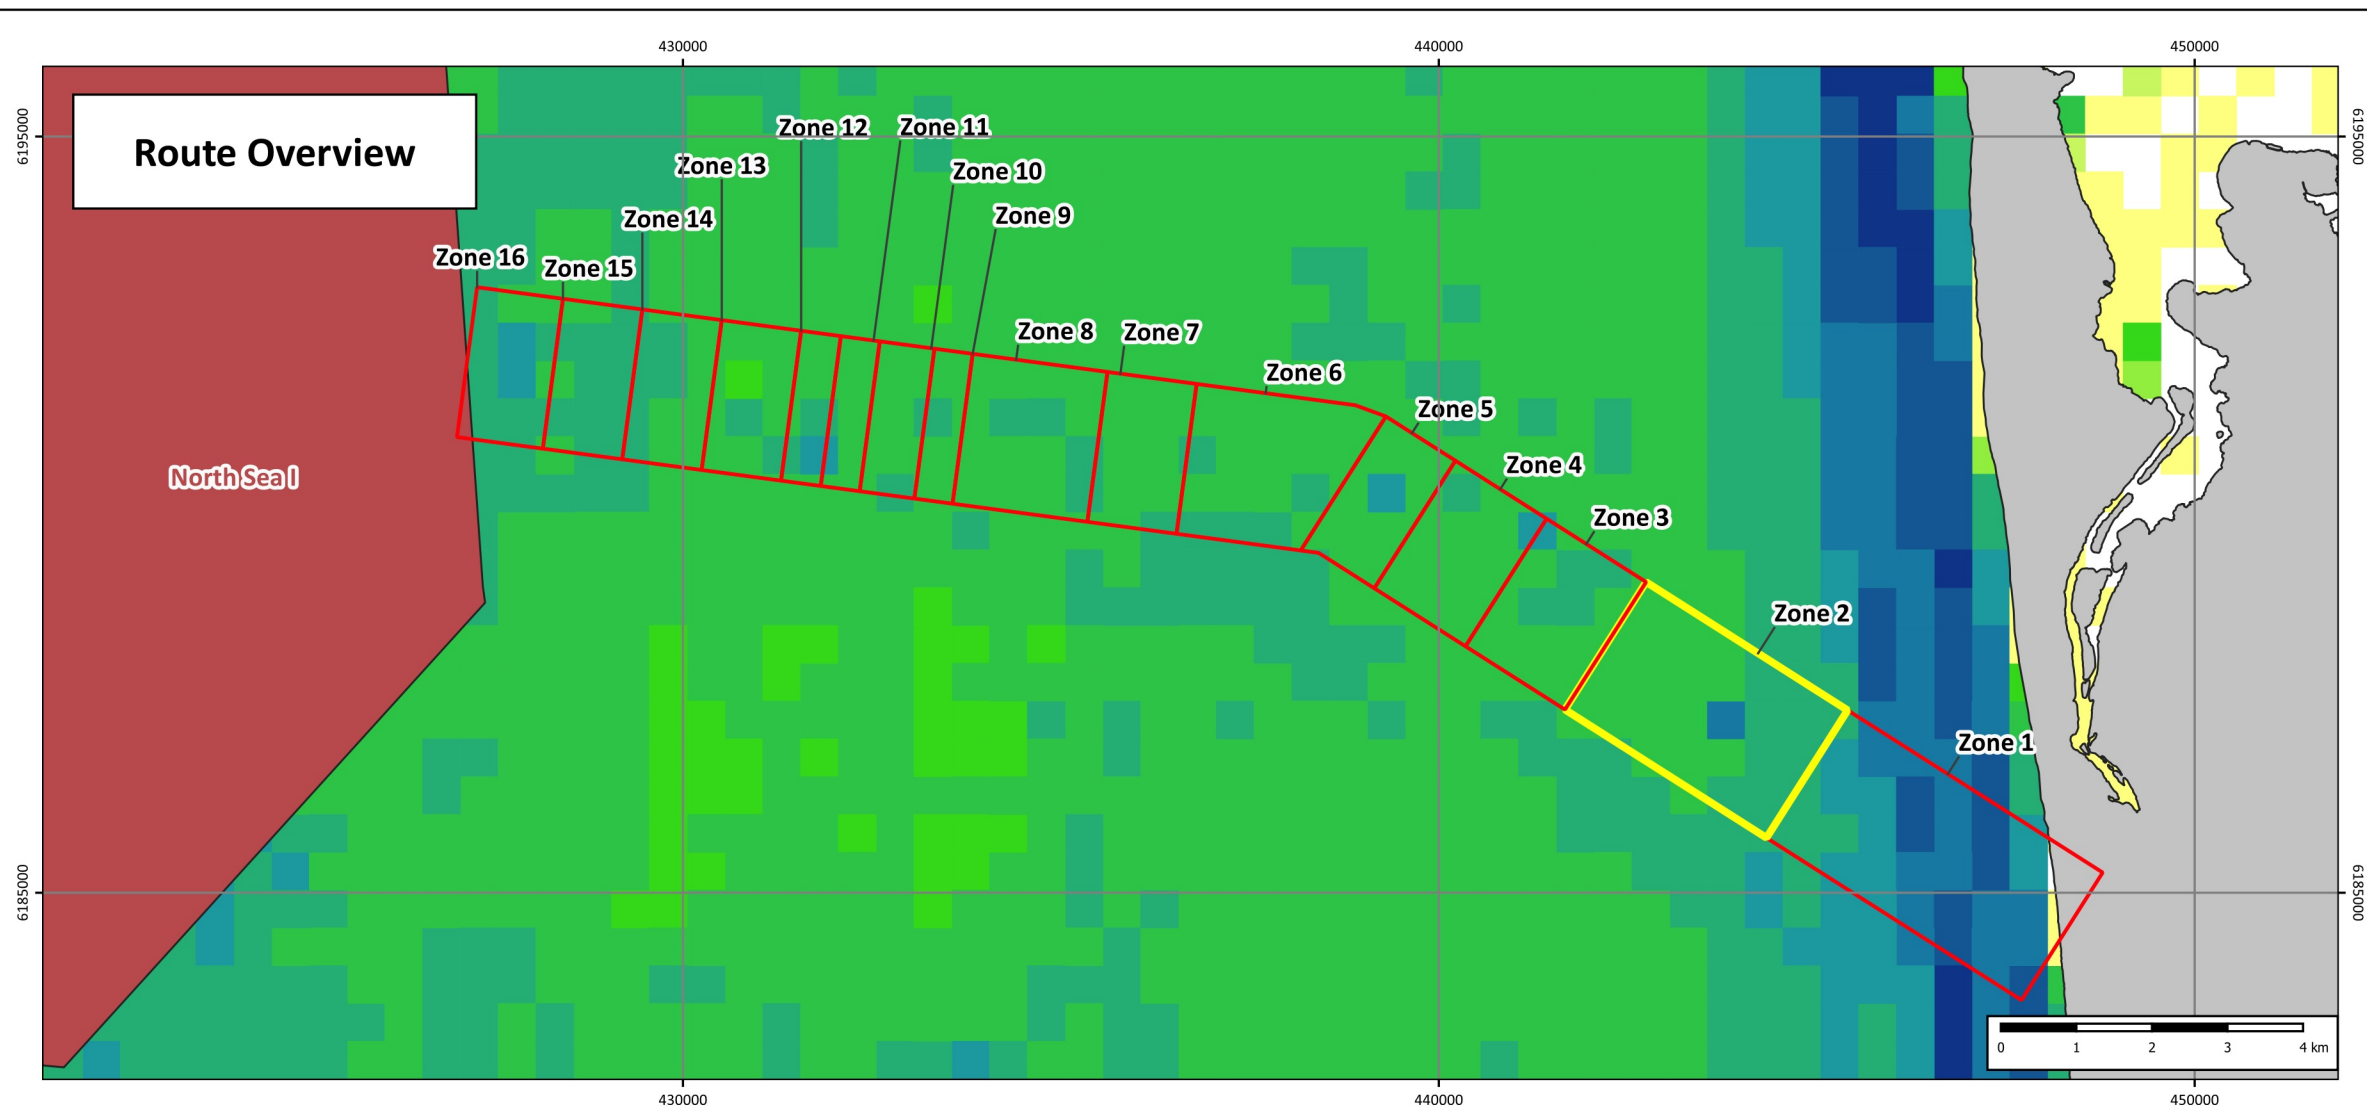 430000
440000
450000
6195000
6195000
Route Overview
Zone 12
Zone 11
Zone 13
Zone 10
Zone 14
Zone 9
Zone 16
Zone 15
Zone 8
Zone 7
Zone 6
Zone 5
Zone 4
North Sea I
Zone 3
Zone 2
Zone 1
6185000
6185000
0 1 2 3 4 km
430000
440000
450000